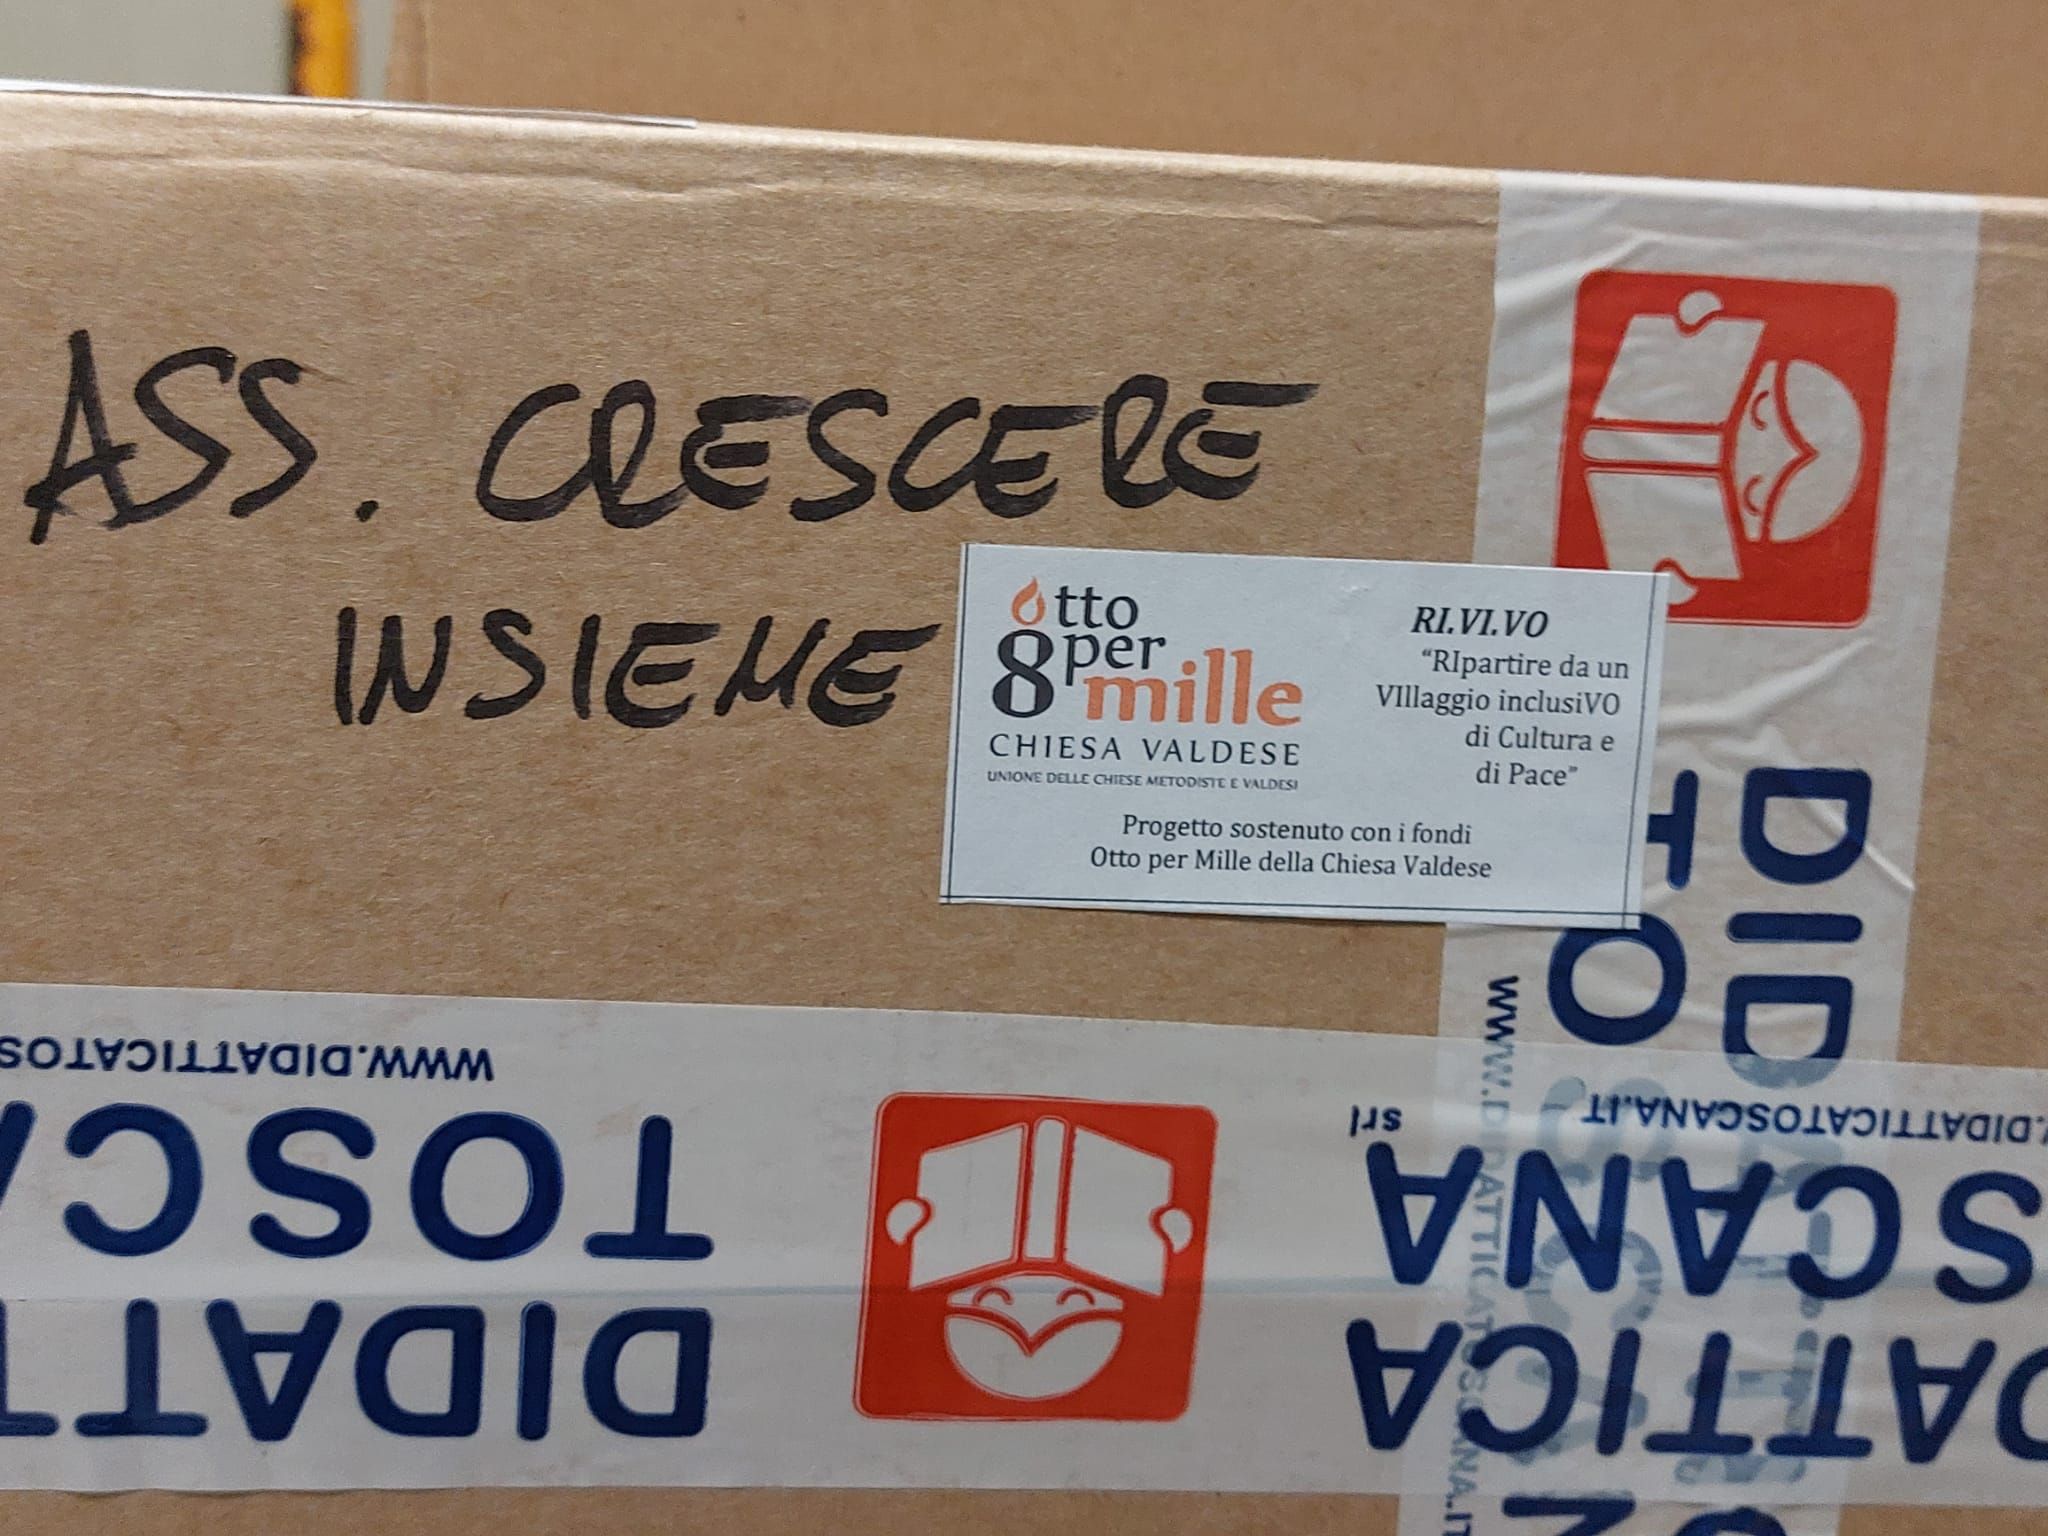 ASS. CRESCERE
INSIEME
Otto
8 per
mille
CHIESA VALDESE
UNIONE DELLE CHIESE METODISTE E VALDESI
RI.VI.VO
"RIpartire da un
VIllaggio inclusiVO
di Cultura e
di Pace"
Progetto sostenuto con i fondi
Otto per Mille della Chiesa Valdese
DID
TO
WWW.DIDATTICATOSCANA.IT
WWW.DIDATTICATOS
TOSCA
DIDATT
.DIDATTICATOSCANA.IT
srl
SCANA
DATTICA